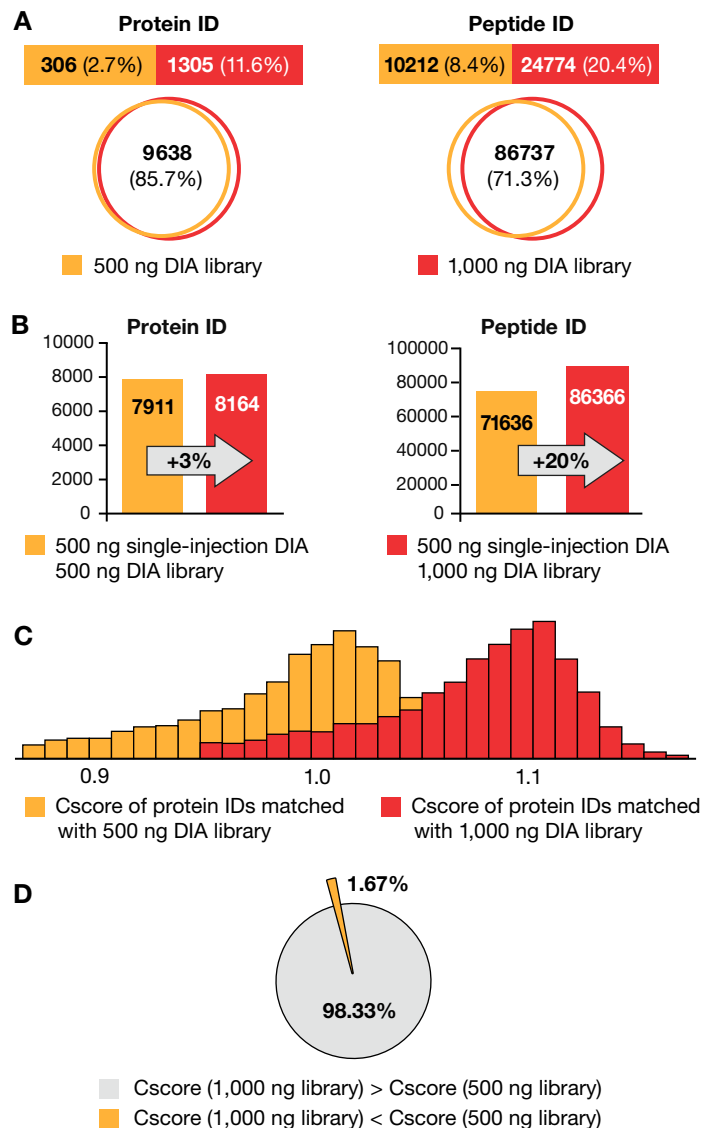 A
Protein ID
Peptide ID
306 (2.7%) 1305 (11.6%)
10212 (8.4%) 24774 (20.4%)
9638
(85.7%)
86737
(71.3%)
500 ng DIA library
1,000 ng DIA library
B
Protein ID
Peptide ID
10000
8000
6000
4000
2000
0
7911
8164
+3%
100000
80000
60000
40000
20000
0
71636
86366
+20%
500 ng single-injection DIA
500 ng DIA library
500 ng single-injection DIA
1,000 ng DIA library
C
0.9
1.0
1.1
Cscore of protein IDs matched
with 500 ng DIA library
Cscore of protein IDs matched
with 1,000 ng DIA library
D
1.67%
98.33%
Cscore (1,000 ng library) > Cscore (500 ng library)
Cscore (1,000 ng library) < Cscore (500 ng library)